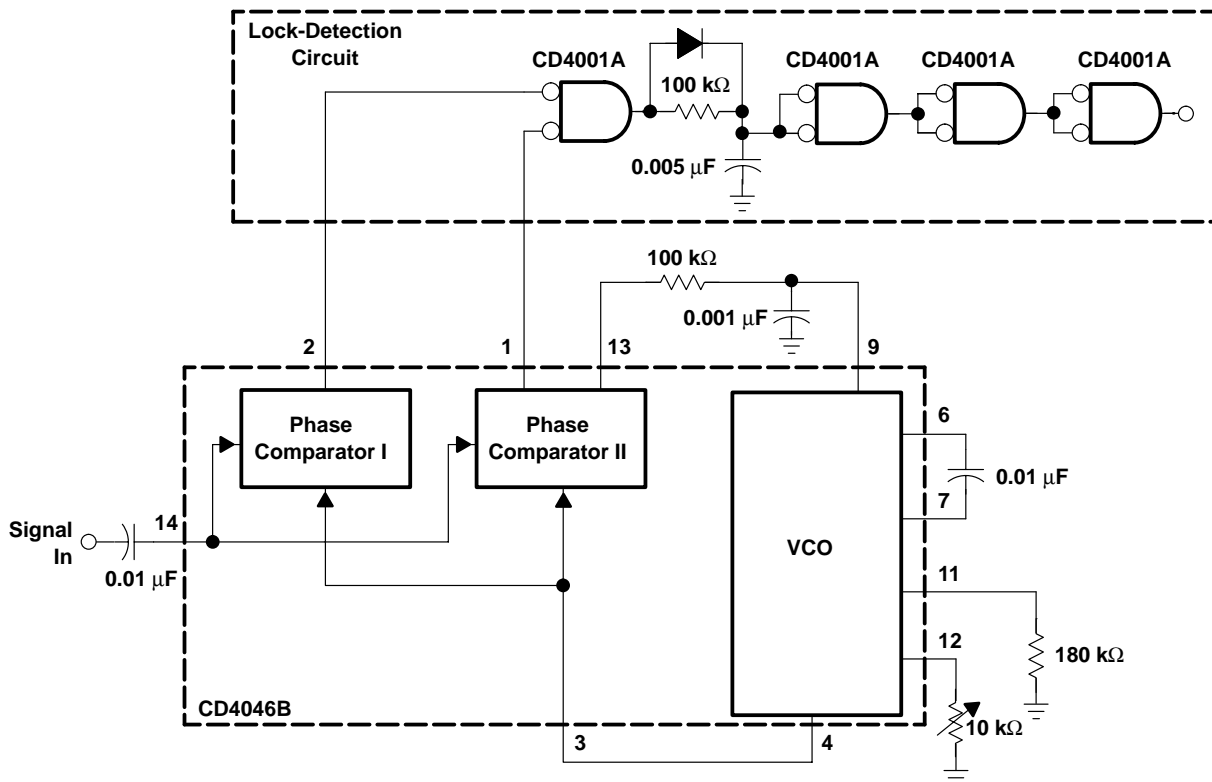 Lock-Detection
Circuit
CD4001A
100 kΩ
CD4001A
CD4001A
CD4001A
0.005 μF
100 kΩ
0.001 μF
2
1
13
9
Phase
Comparator I
Phase
Comparator II
VCO
6
0.01 μF
7
Signal
In
14
0.01 μF
11
180 kΩ
12
10 kΩ
CD4046B
3
4